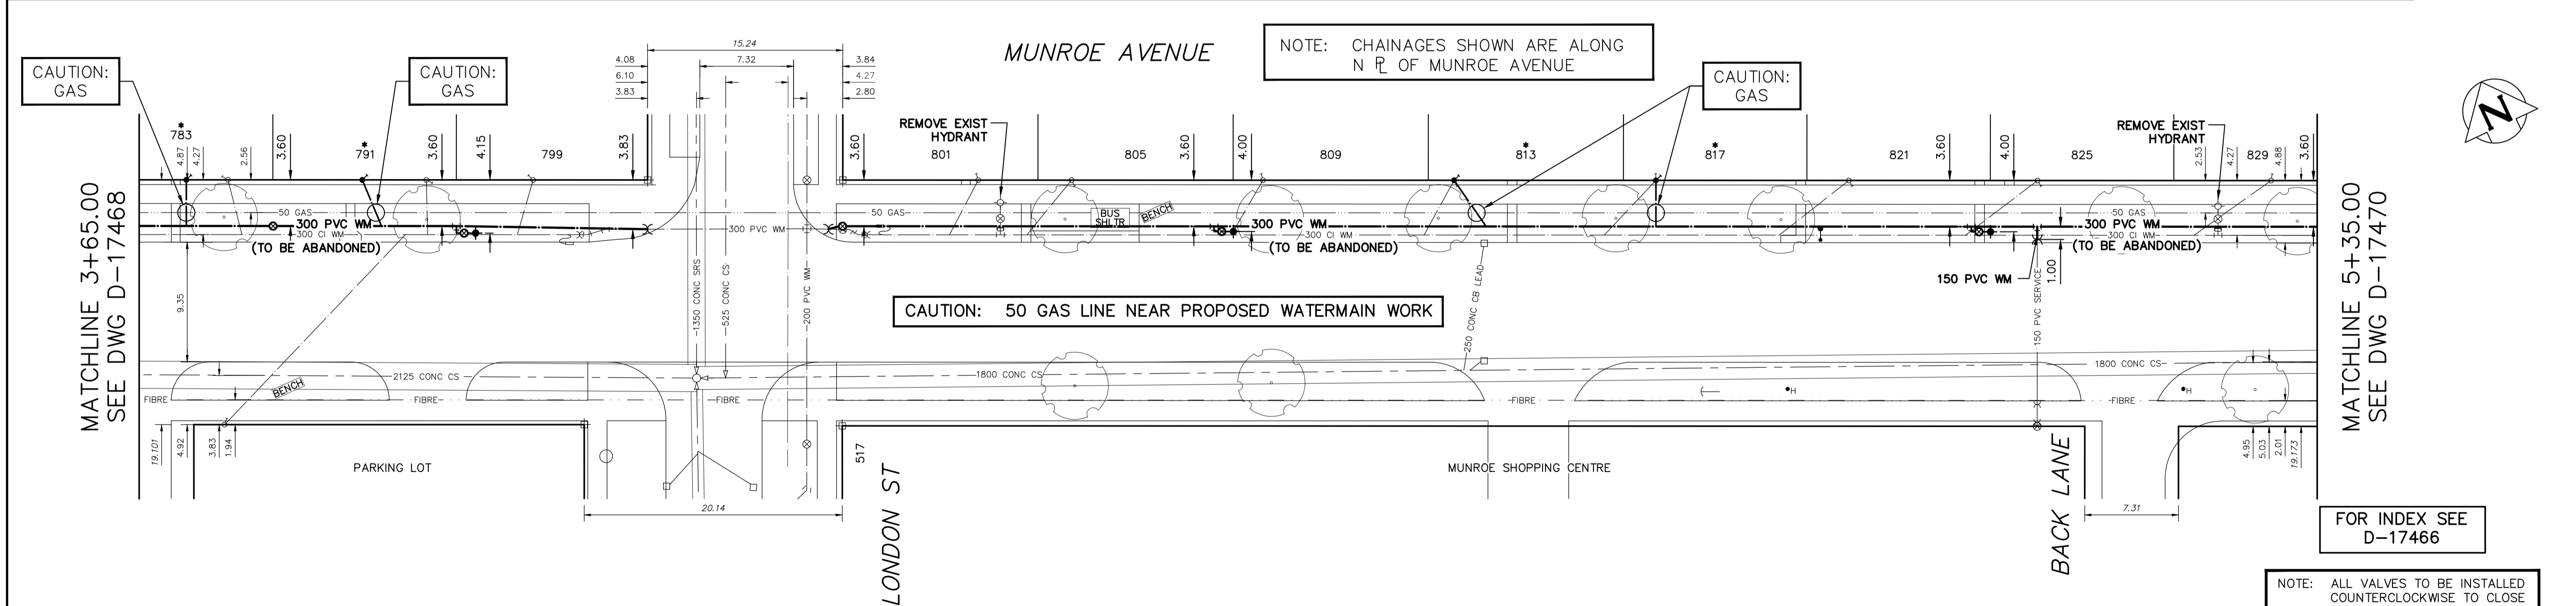 MUNROE AVENUE
NOTE: CHAINAGES SHOWN ARE ALONG
N ⅊ OF MUNROE AVENUE
CAUTION:
GAS
CAUTION:
GAS
CAUTION:
GAS
15.24
7.32
4.08
6.10
3.83
3.84
4.27
2.80
REMOVE EXIST
HYDRANT
REMOVE EXIST
HYDRANT
* 783
* 791
799
801
805
809
* 813
* 817
821
825
829
4.87
4.27
2.56
3.60
3.60
4.15
3.83
3.60
3.60
4.00
3.60
4.00
2.53
4.27
4.88
3.60
MATCHLINE 3+65.00
SEE DWG D-17468
50 GAS
300 PVC WM
300 CI WM
(TO BE ABANDONED)
300 PVC WM
50 GAS
BUS
SHLTR
BENCH
300 PVC WM
300 CI WM
(TO BE ABANDONED)
50 GAS
300 PVC WM
300 CI WM
(TO BE ABANDONED)
150 PVC WM
1.00
150 PVC SERVICE
9.35
1350 CONC SRS
525 CONC CS
200 PVC WM
CAUTION: 50 GAS LINE NEAR PROPOSED WATERMAIN WORK
250 CONC CB LEAD
2125 CONC CS
1800 CONC CS
1800 CONC CS
BENCH
FIBRE
FIBRE
FIBRE
FIBRE
FIBRE
H
H
19.101
4.92
3.83
1.94
4.95
5.03
2.01
19.173
PARKING LOT
517
LONDON ST
MUNROE SHOPPING CENTRE
BACK LANE
20.14
7.31
MATCHLINE 5+35.00
SEE DWG D-17470
N
FOR INDEX SEE
D-17466
NOTE: ALL VALVES TO BE INSTALLED
COUNTERCLOCKWISE TO CLOSE